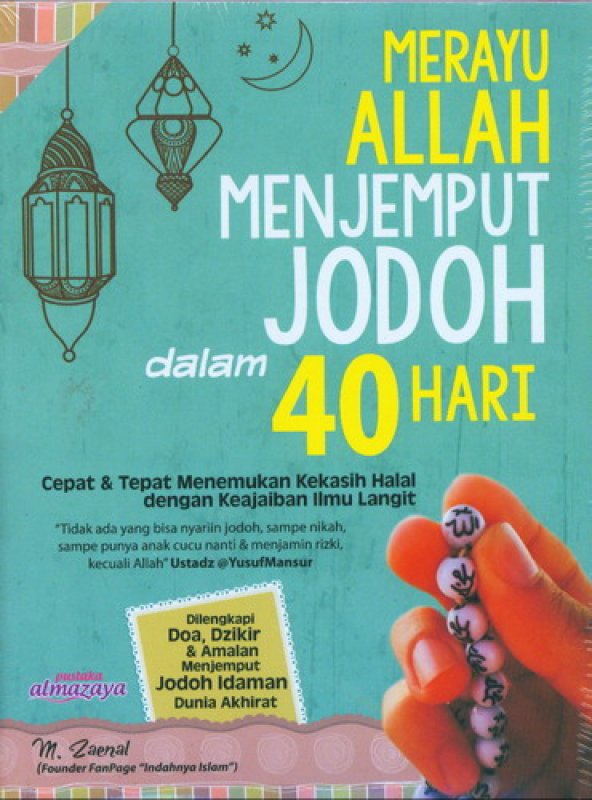 MERAYU
ALLAH
MENJEMPUT
JODOH
dalam
40 HARI
Cepat & Tepat Menemukan Kekasih Halal
dengan Keajaiban Ilmu Langit
"Tidak ada yang bisa nyariin jodoh, sampe nikah,
sampe punya anak cucu nanti & menjamin rizki,
kecuali Allah" Ustadz @YusufMansur
Dilengkapi
Doa, Dzikir
& Amalan
Menjemput
Jodoh Idaman
Dunia Akhirat
pustaka
almazaya
M. Zaenal
(Founder FanPage "Indahnya Islam")